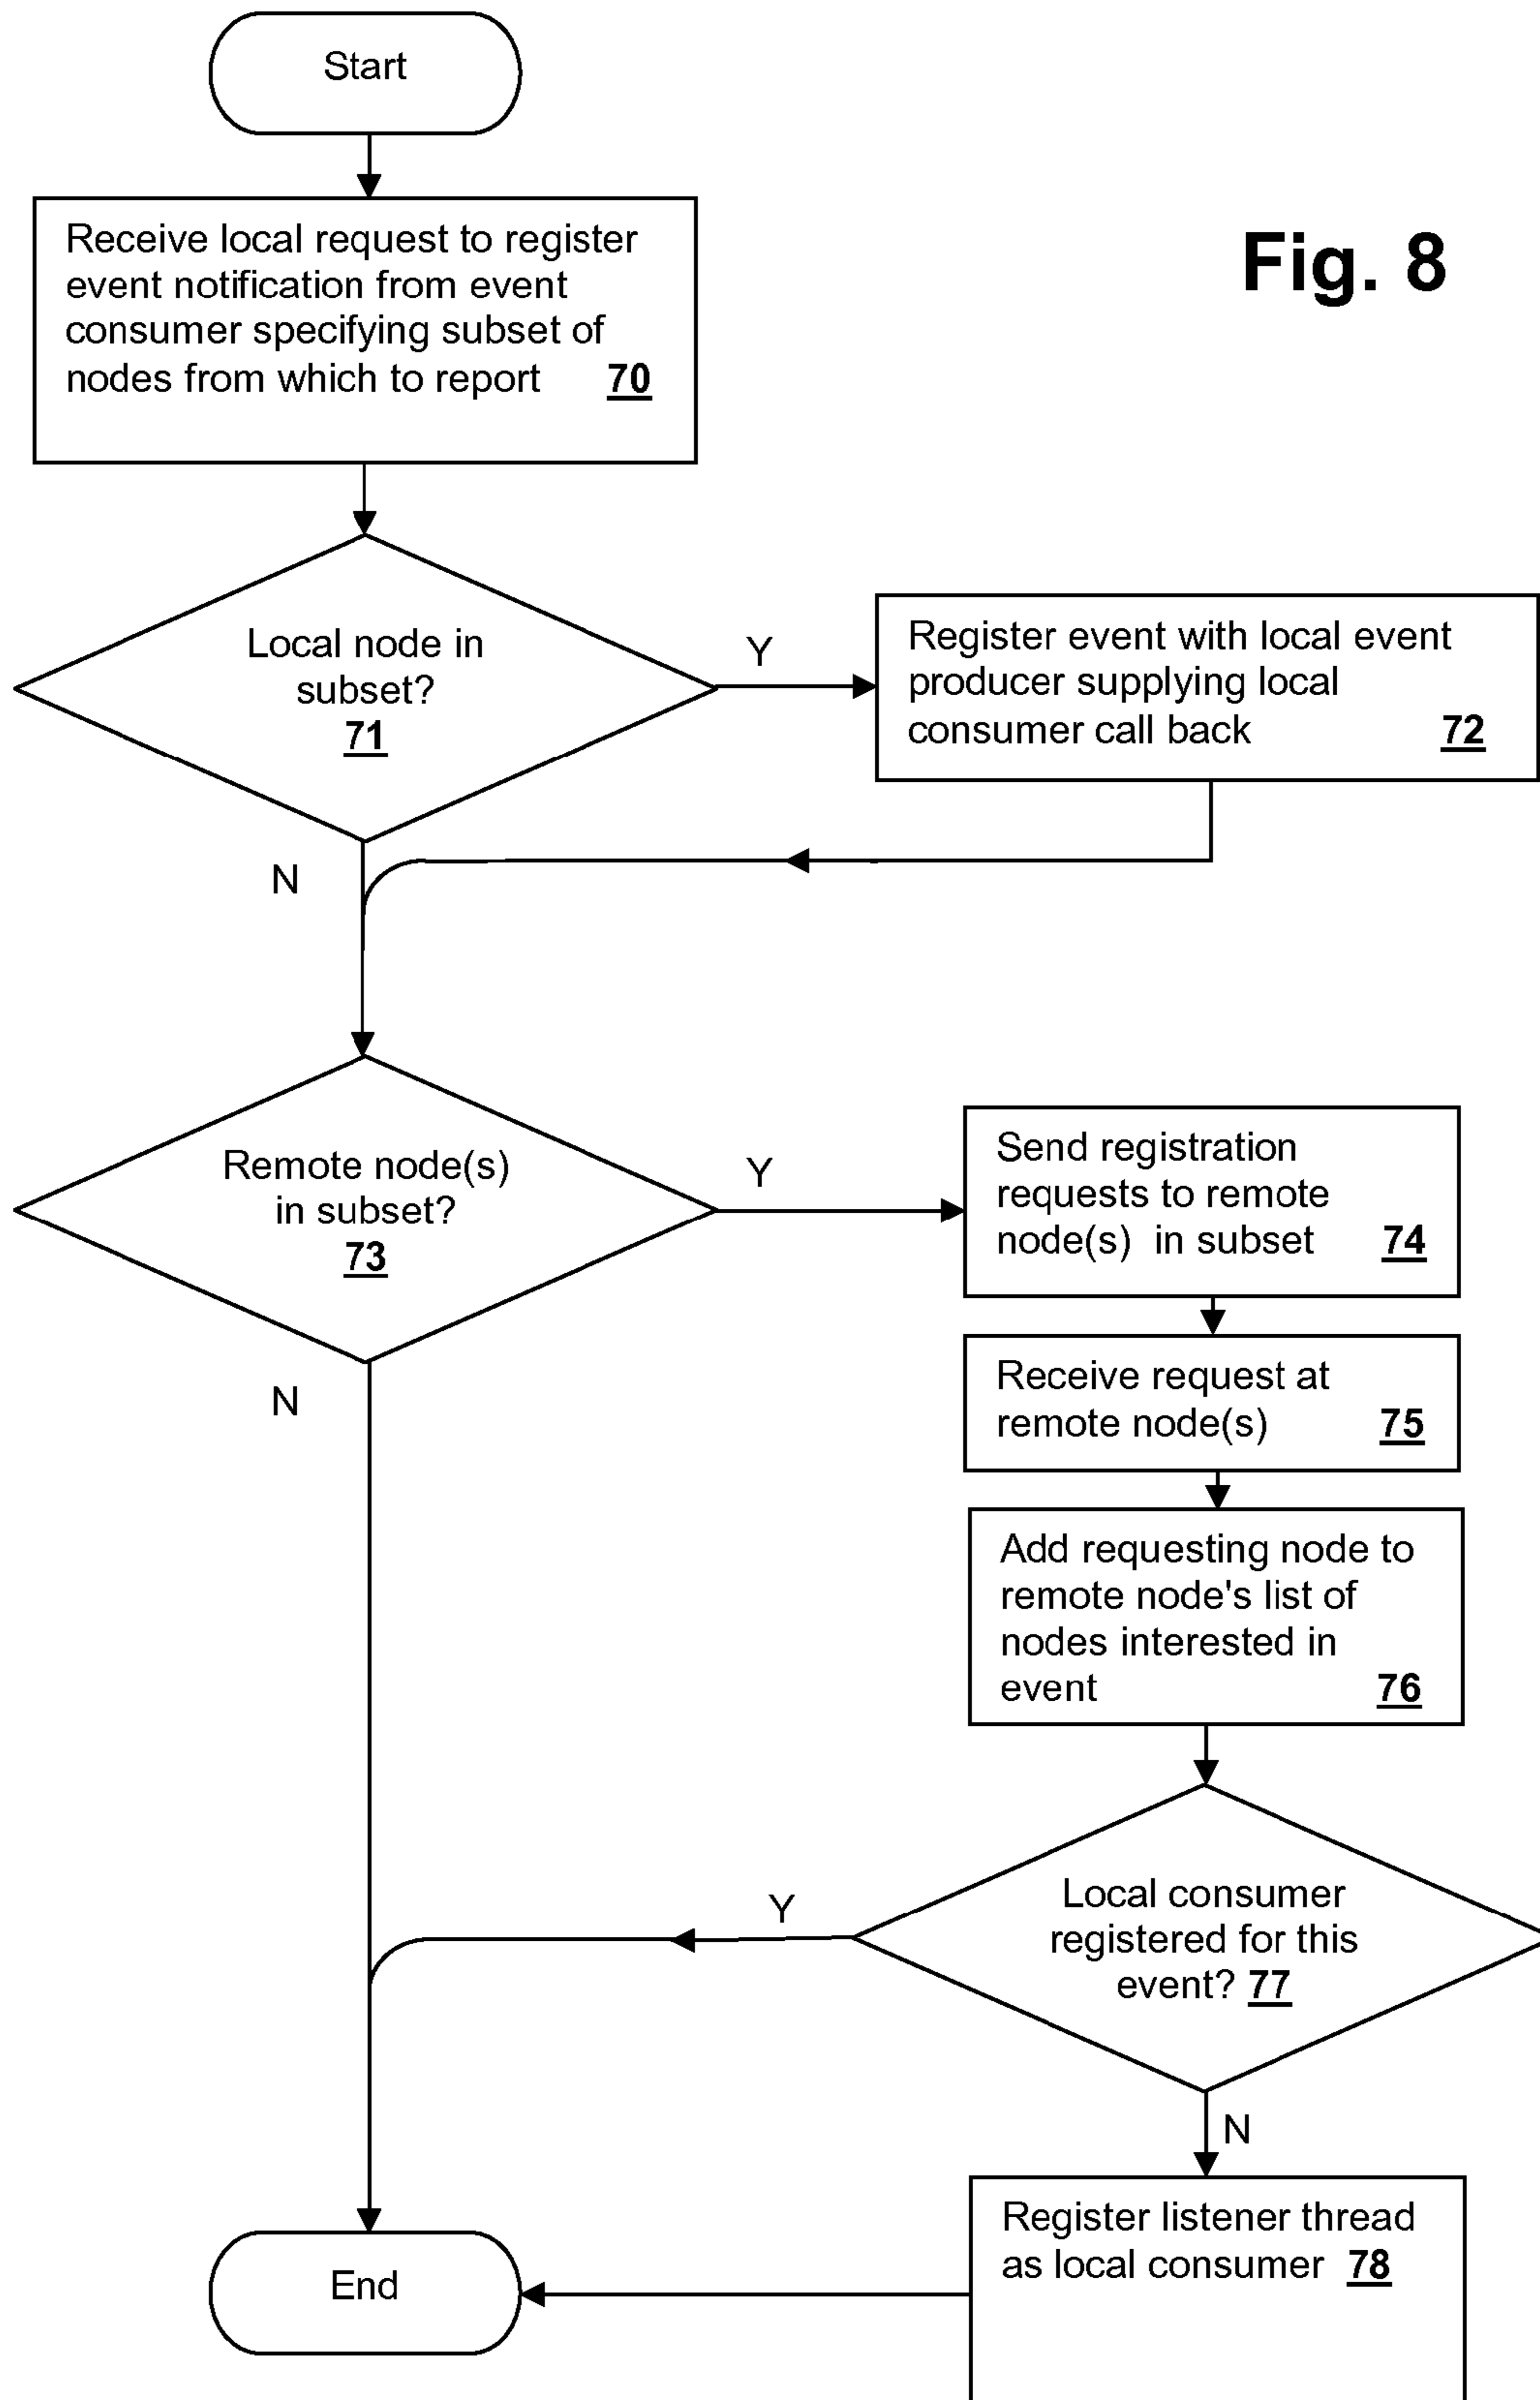 Start
Fig. 8
Receive local request to register
event notification from event
consumer specifying subset of
nodes from which to report 70
Local node in
subset?
71
Y
Register event with local event
producer supplying local
consumer call back 72
N
Remote node(s)
in subset?
73
Y
Send registration
requests to remote
node(s) in subset 74
N
Receive request at
remote node(s) 75
Add requesting node to
remote node's list of
nodes interested in
event 76
Local consumer
registered for this
event? 77
Y
N
Register listener thread
as local consumer 78
End